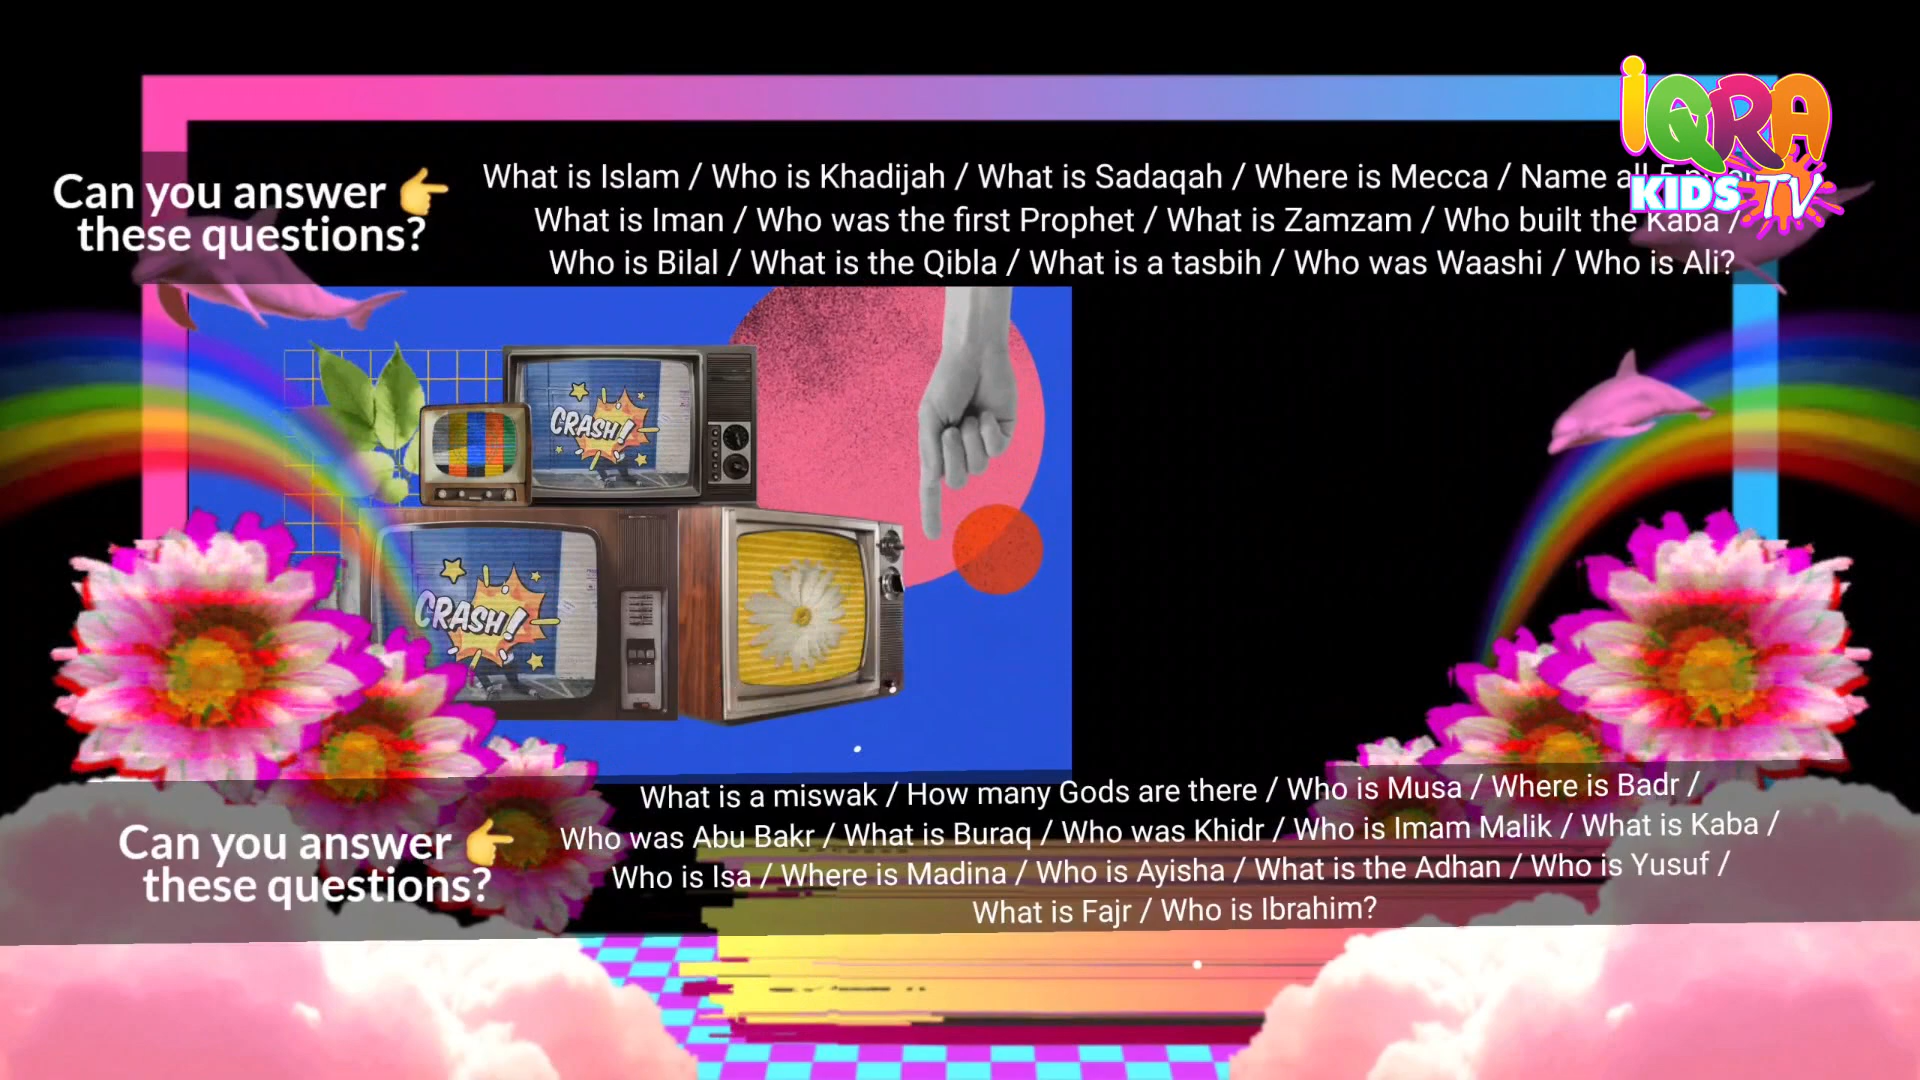 iQRA
KIDS TV
Can you answer 👉
these questions?
What is Islam / Who is Khadijah / What is Sadaqah / Where is Mecca / Name all 5
What is Iman / Who was the first Prophet / What is Zamzam / Who built the Kaba /
Who is Bilal / What is the Qibla / What is a tasbih / Who was Waashi / Who is Ali?
CRASH!
CRASH!
Can you answer 👉
these questions?
What is a miswak / How many Gods are there / Who is Musa / Where is Badr /
Who was Abu Bakr / What is Buraq / Who was Khidr / Who is Imam Malik / What is Kaba /
Who is Isa / Where is Madina / Who is Ayisha / What is the Adhan / Who is Yusuf /
What is Fajr / Who is Ibrahim?